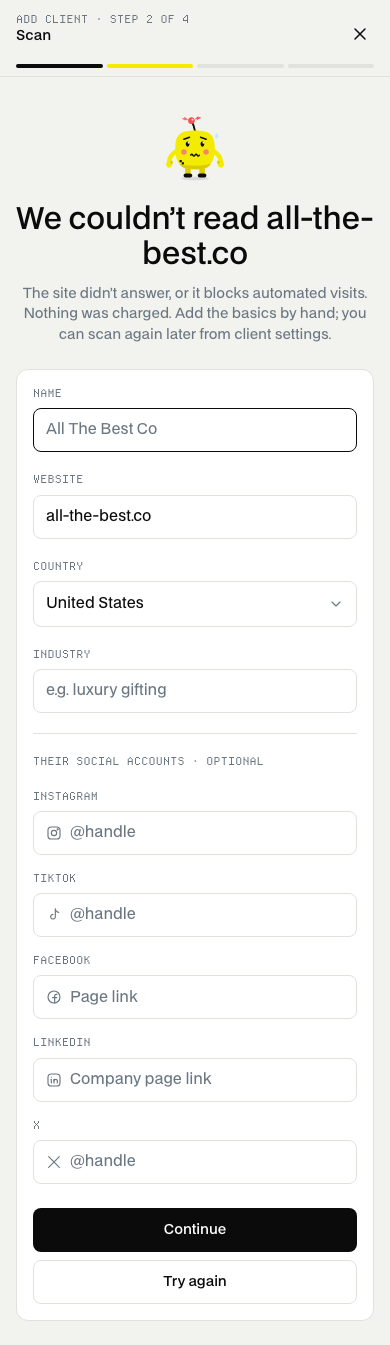 ADD CLIENT · STEP 2 OF 4
Scan
We couldn’t read all-the-
best.co
The site didn’t answer, or it blocks automated visits.
Nothing was charged. Add the basics by hand; you
can scan again later from client settings.
NAME
All The Best Co
WEBSITE
all-the-best.co
COUNTRY
United States
INDUSTRY
e.g. luxury gifting
THEIR SOCIAL ACCOUNTS · OPTIONAL
INSTAGRAM
@handle
TIKTOK
@handle
FACEBOOK
Page link
LINKEDIN
Company page link
X
@handle
Continue
Try again